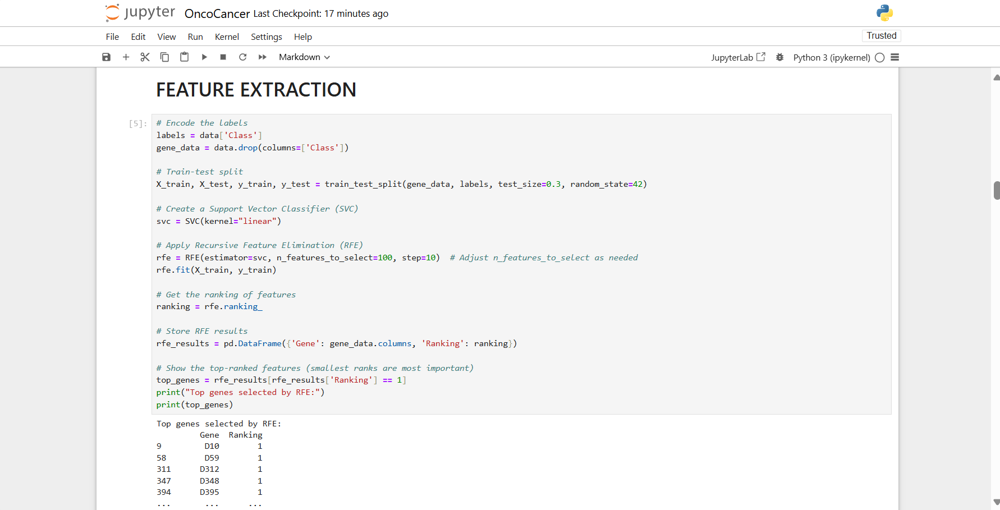 jupyter OncoCancer Last Checkpoint: 17 minutes ago
File Edit View Run Kernel Settings Help
Trusted
Markdown
JupyterLab
Python 3 (ipykernel)
FEATURE EXTRACTION
[5]:
# Encode the labels
labels = data['Class']
gene_data = data.drop(columns=['Class'])
# Train-test split
X_train, X_test, y_train, y_test = train_test_split(gene_data, labels, test_size=0.3, random_state=42)
# Create a Support Vector Classifier (SVC)
svc = SVC(kernel="linear")
# Apply Recursive Feature Elimination (RFE)
rfe = RFE(estimator=svc, n_features_to_select=100, step=10)  # Adjust n_features_to_select as needed
rfe.fit(X_train, y_train)
# Get the ranking of features
ranking = rfe.ranking_
# Store RFE results
rfe_results = pd.DataFrame({'Gene': gene_data.columns, 'Ranking': ranking})
# Show the top-ranked features (smallest ranks are most important)
top_genes = rfe_results[rfe_results['Ranking'] == 1]
print("Top genes selected by RFE:")
print(top_genes)
Top genes selected by RFE:
Gene Ranking
9 D10 1
58 D59 1
311 D312 1
347 D348 1
394 D395 1
... ... ...